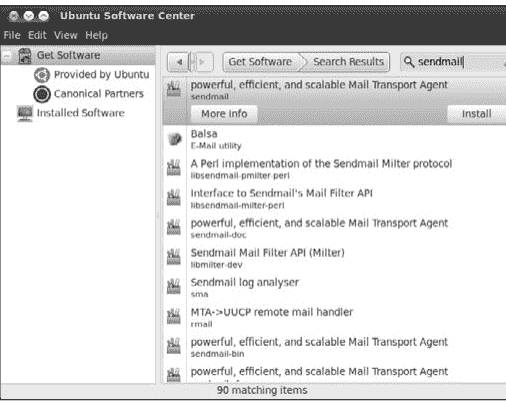 Ubuntu Software Center
File Edit View Help
Get Software
Provided by Ubuntu
Canonical Partners
Installed Software
Get Software Search Results sendmail
powerful, efficient, and scalable Mail Transport Agent
sendmail
More Info Install
Balsa
E-Mail utility
A Perl implementation of the Sendmail Milter protocol
libsendmail-pmilter-perl
Interface to Sendmail's Mail Filter API
libsendmail-milter-perl
powerful, efficient, and scalable Mail Transport Agent
sendmail-doc
Sendmail Mail Filter API (Milter)
libmilter-dev
Sendmail log analyser
sma
MTA->UUCP remote mail handler
rmail
powerful, efficient, and scalable Mail Transport Agent
sendmail-bin
powerful, efficient, and scalable Mail Transport Agent
90 matching items